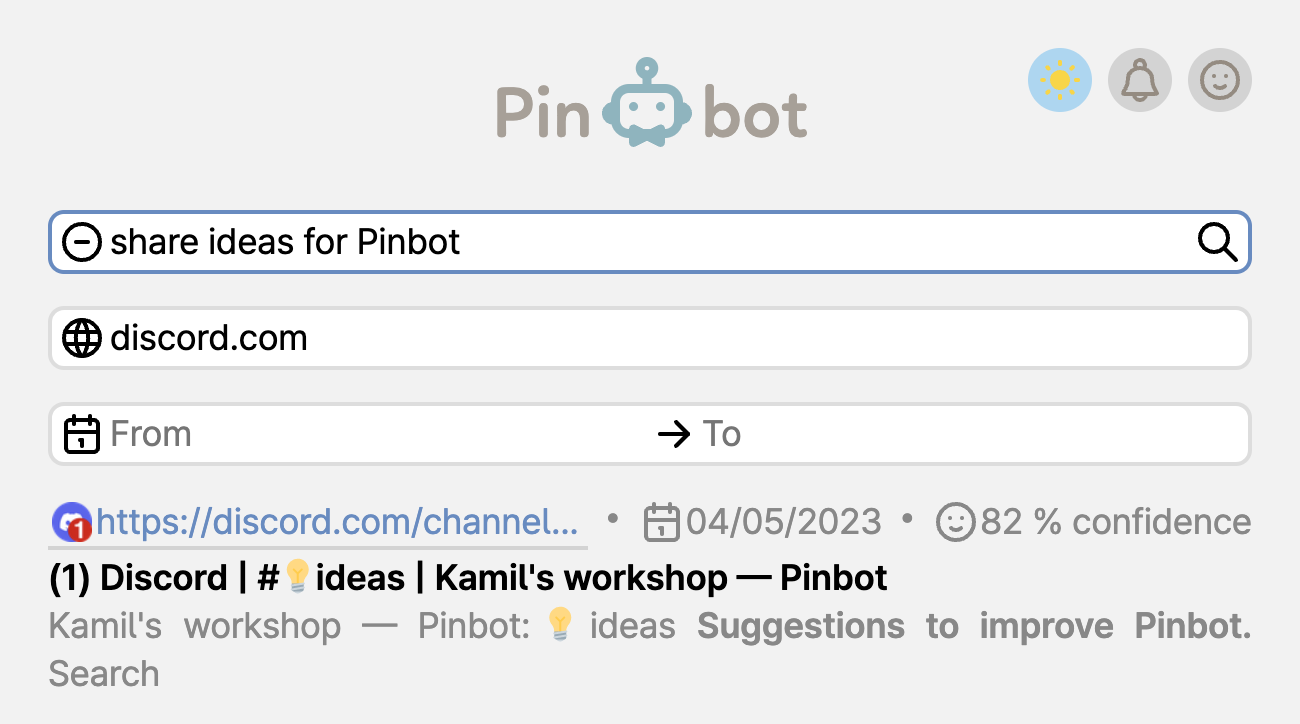 Pin bot
share ideas for Pinbot
discord.com
From → To
https://discord.com/channel... • 04/05/2023 • 82 % confidence
(1) Discord | #💡ideas | Kamil's workshop — Pinbot
Kamil's workshop — Pinbot: 💡 ideas Suggestions to improve Pinbot.
Search